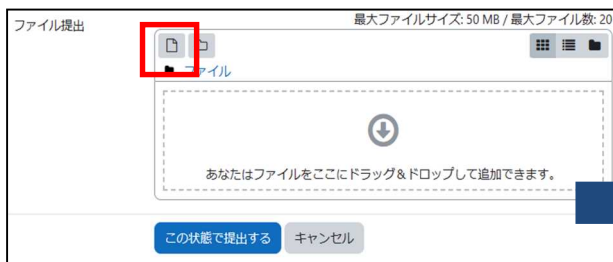 ファイル提出
最大ファイルサイズ: 50 MB / 最大ファイル数: 20
ファイル
あなたはファイルをここにドラッグ＆ドロップして追加できます。
この状態で提出する
キャンセル